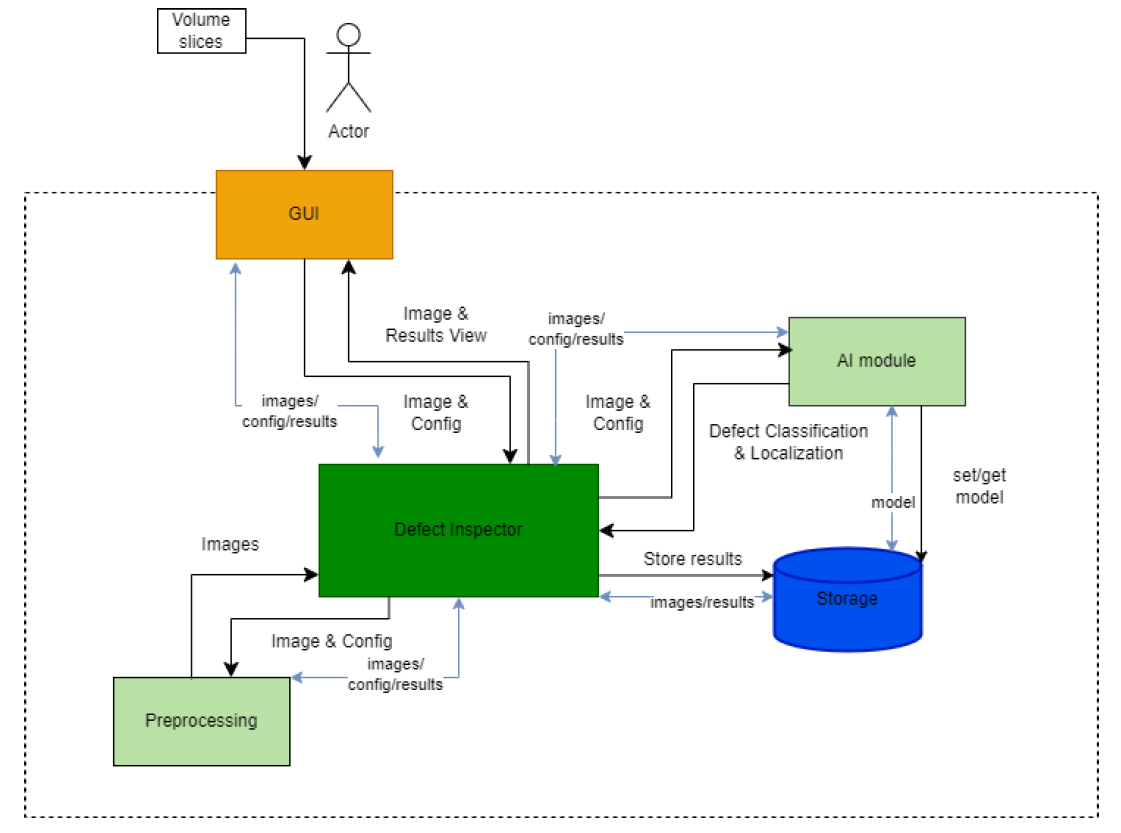 Volume
slices
Actor
GUI
Image &
Results View
images/
config/results
AI module
images/
config/results
Image &
Config
Image &
Config
Defect Classification
& Localization
set/get
model
model
Defect Inspector
Images
Store results
Storage
images/results
Image & Config
images/
config/results
Preprocessing